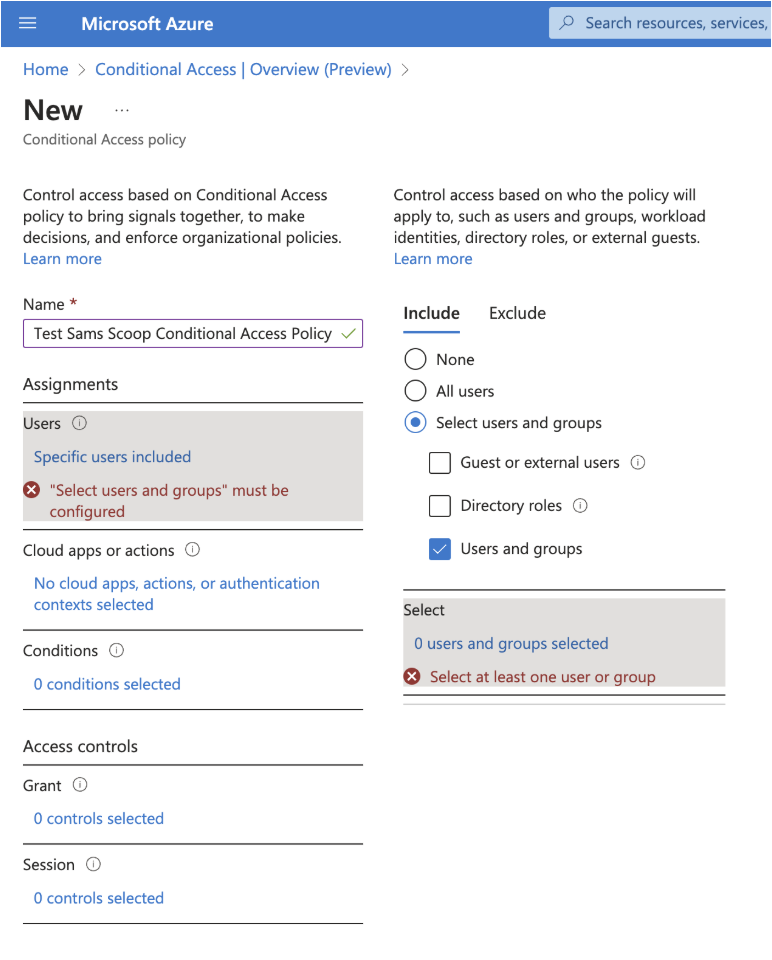 Microsoft Azure
Search resources, services,
Home > Conditional Access | Overview (Preview) >
New ...
Conditional Access policy
Control access based on Conditional Access
policy to bring signals together, to make
decisions, and enforce organizational policies.
Learn more
Name *
Test Sams Scoop Conditional Access Policy
Assignments
Users
Specific users included
"Select users and groups" must be
configured
Cloud apps or actions
No cloud apps, actions, or authentication
contexts selected
Conditions
0 conditions selected
Access controls
Grant
0 controls selected
Session
0 controls selected
Control access based on who the policy will
apply to, such as users and groups, workload
identities, directory roles, or external guests.
Learn more
Include Exclude
None
All users
Select users and groups
Guest or external users
Directory roles
Users and groups
Select
0 users and groups selected
Select at least one user or group